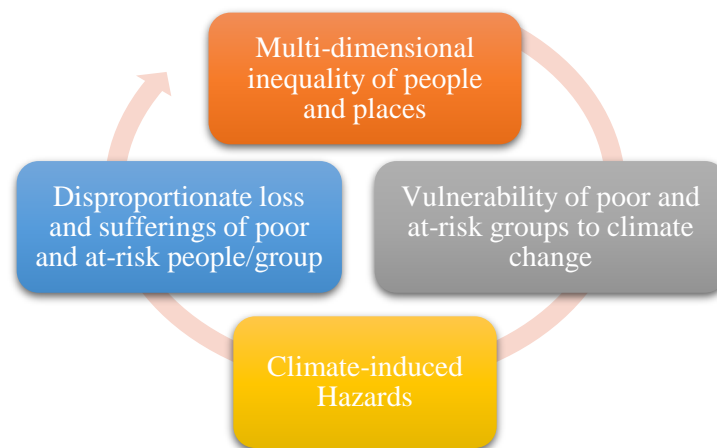 Multi-dimensional
inequality of people
and places
Vulnerability of poor and
at-risk groups to climate
change
Climate-induced
Hazards
Disproportionate loss
and sufferings of poor
and at-risk people/group